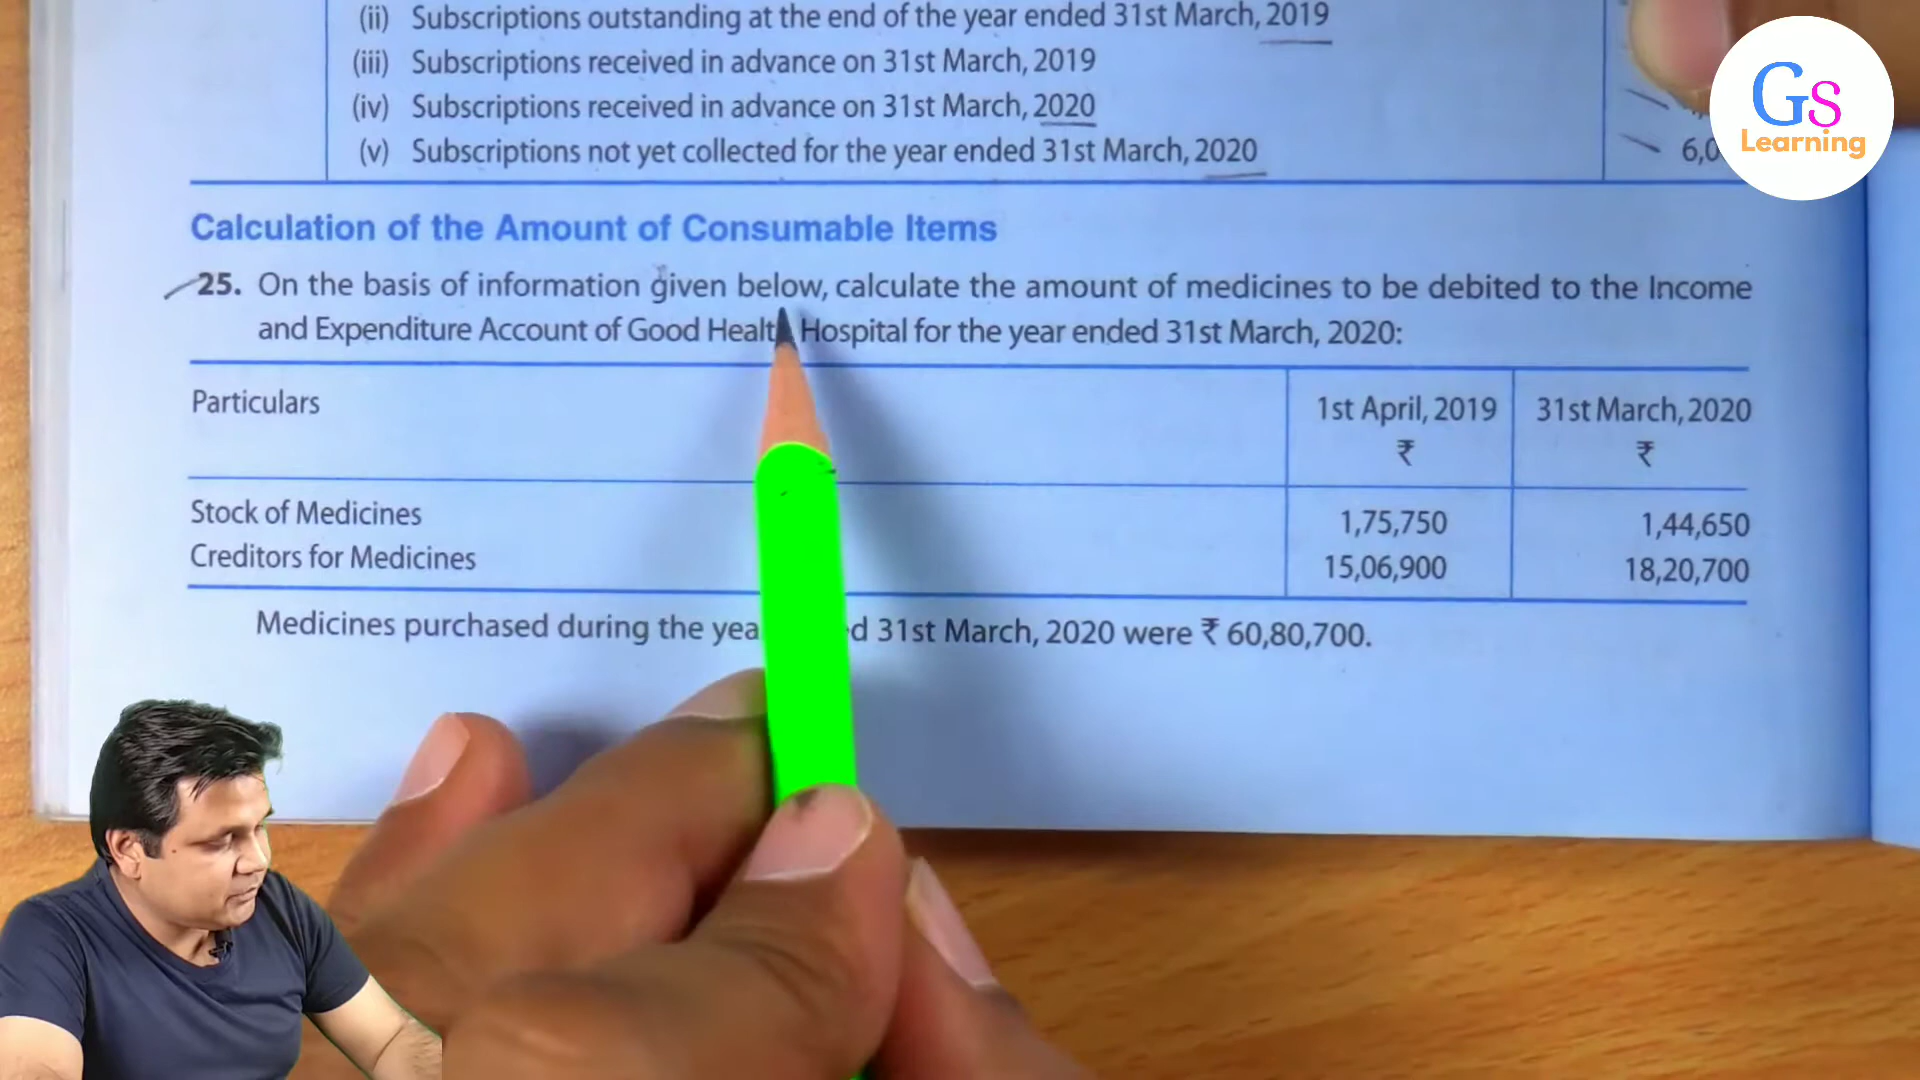 (ii) Subscriptions outstanding at the end of the year ended 31st March, 2019
(iii) Subscriptions received in advance on 31st March, 2019
(iv) Subscriptions received in advance on 31st March, 2020
(v) Subscriptions not yet collected for the year ended 31st March, 2020
GS
Learning
Calculation of the Amount of Consumable Items
25. On the basis of information given below, calculate the amount of medicines to be debited to the Income
and Expenditure Account of Good Health Hospital for the year ended 31st March, 2020:
Particulars 1st April, 2019 31st March, 2020
₹ ₹
Stock of Medicines 1,75,750 1,44,650
Creditors for Medicines 15,06,900 18,20,700
Medicines purchased during the 31st March, 2020 were ₹ 60,80,700.